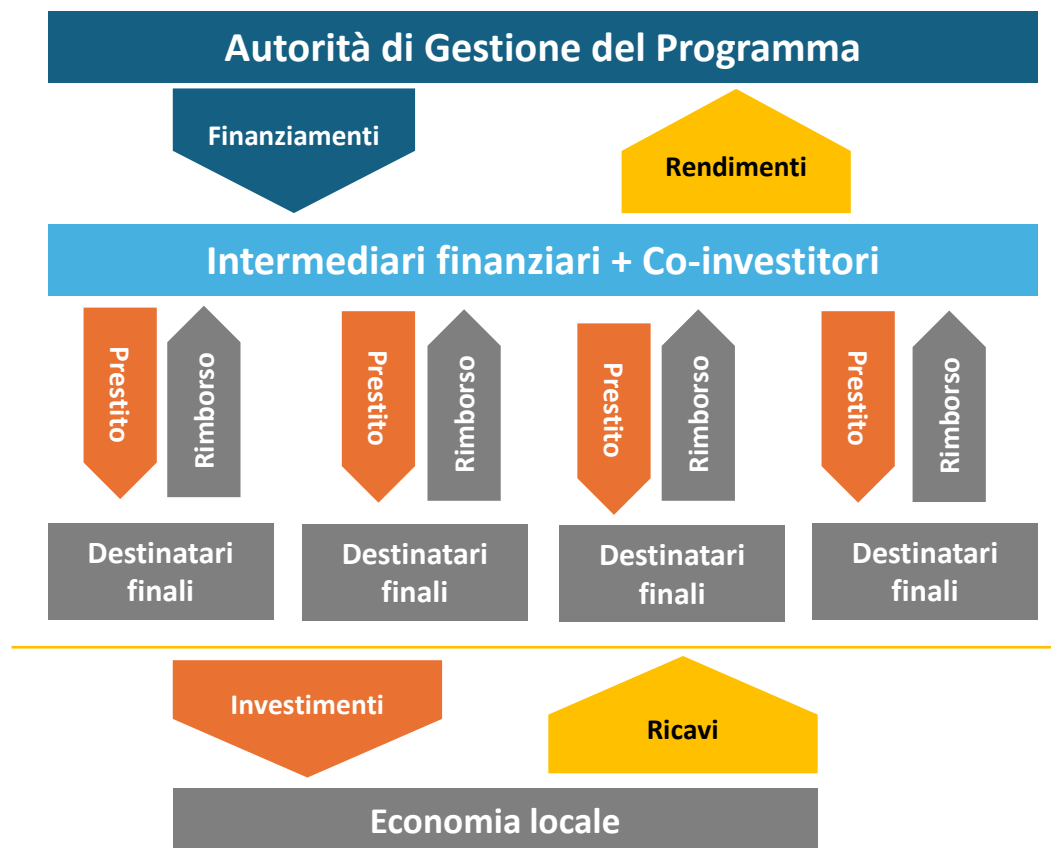 Autorità di Gestione del Programma
Finanziamenti
Rendimenti
Intermediari finanziari + Co-investitori
Prestito
Rimborso
Prestito
Rimborso
Prestito
Rimborso
Prestito
Rimborso
Destinatari
finali
Destinatari
finali
Destinatari
finali
Destinatari
finali
Investimenti
Ricavi
Economia locale